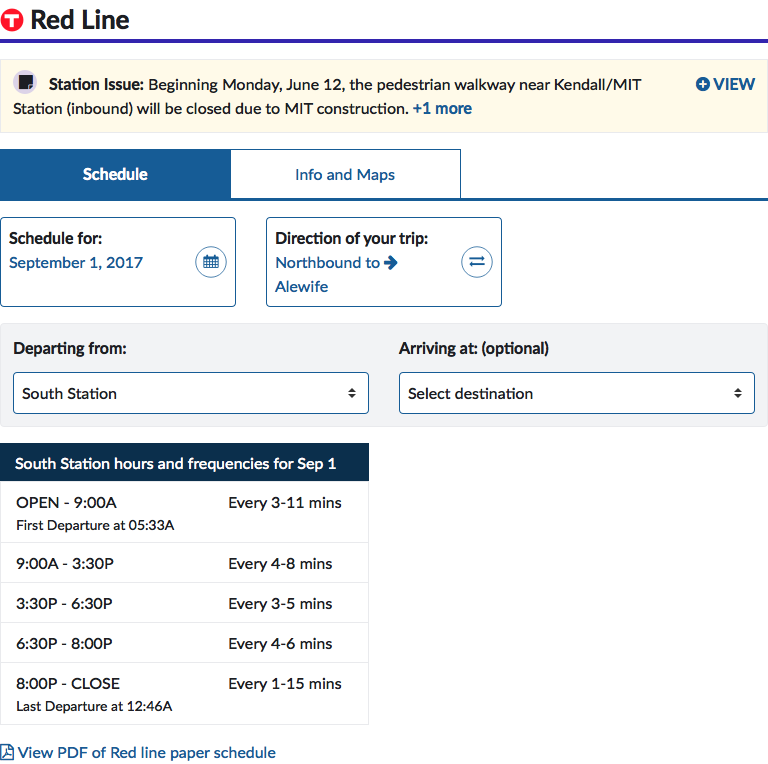 T Red Line
Station Issue: Beginning Monday, June 12, the pedestrian walkway near Kendall/MIT
Station (inbound) will be closed due to MIT construction. +1 more
VIEW
Schedule
Info and Maps
Schedule for:
September 1, 2017
Direction of your trip:
Northbound to
Alewife
Departing from:
South Station
Arriving at: (optional)
Select destination
South Station hours and frequencies for Sep 1
OPEN - 9:00A Every 3-11 mins
First Departure at 05:33A
9:00A - 3:30P Every 4-8 mins
3:30P - 6:30P Every 3-5 mins
6:30P - 8:00P Every 4-6 mins
8:00P - CLOSE Every 1-15 mins
Last Departure at 12:46A
View PDF of Red line paper schedule